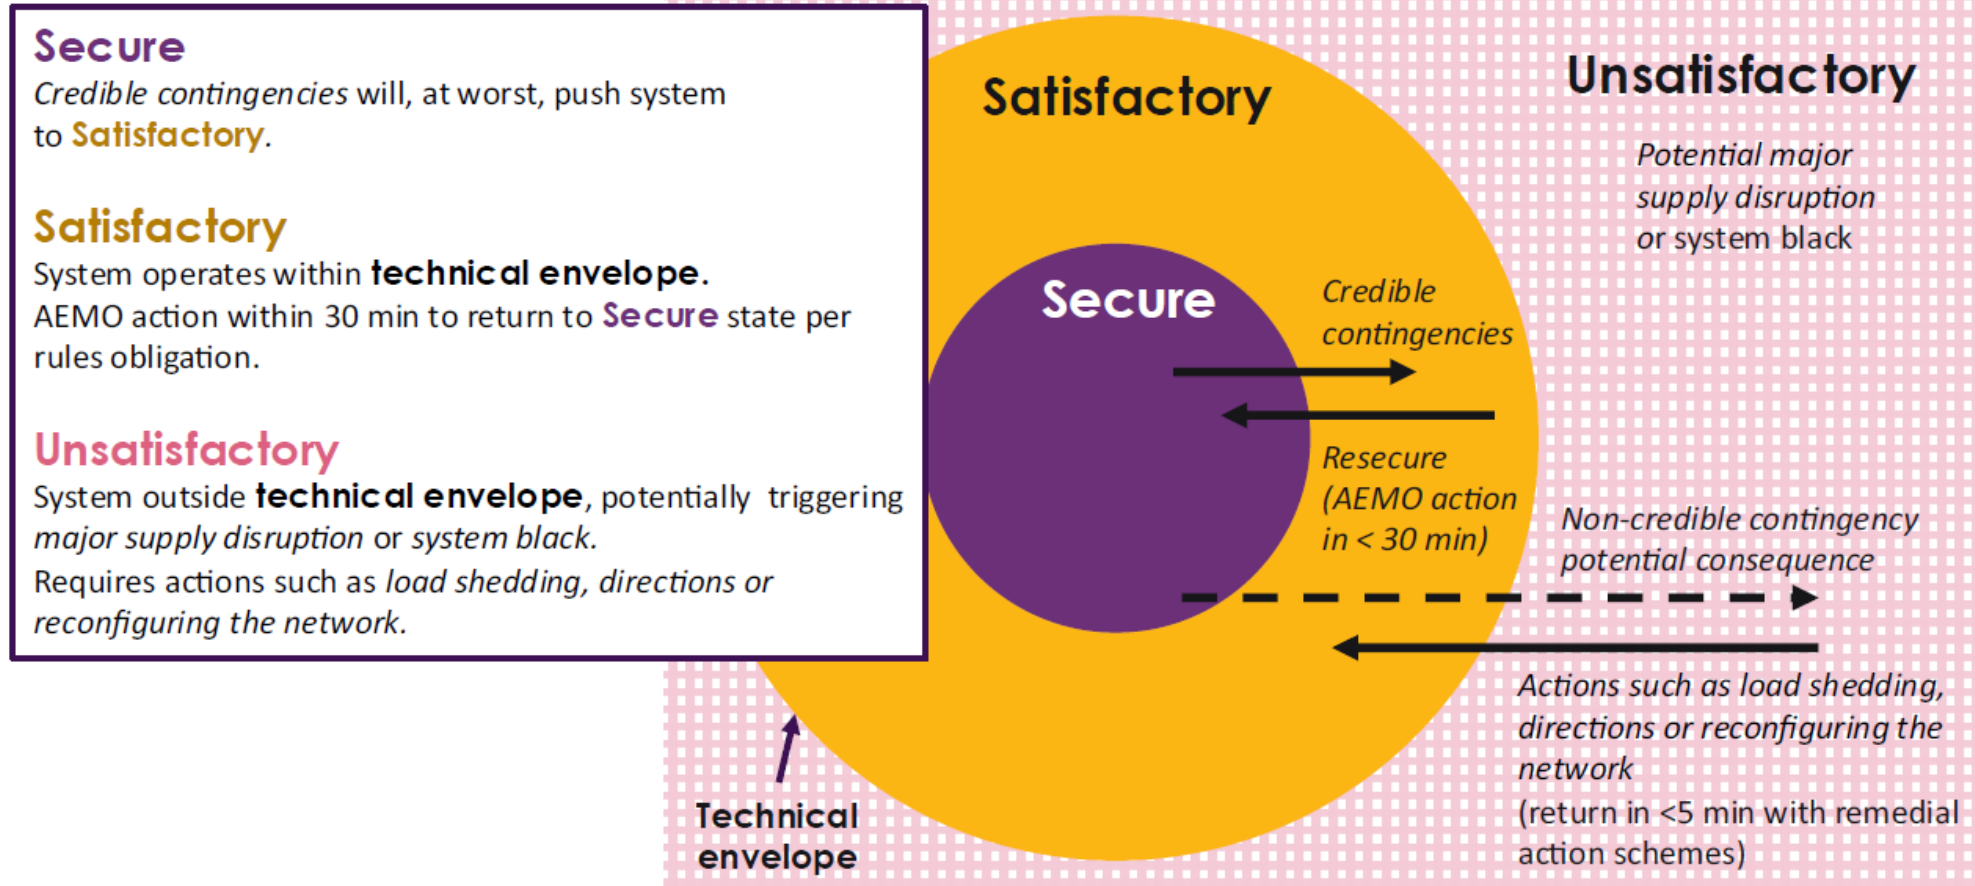 Secure
Credible contingencies will, at worst, push system
to Satisfactory.
Satisfactory
System operates within technical envelope.
AEMO action within 30 min to return to Secure state per
rules obligation.
Unsatisfactory
System outside technical envelope, potentially triggering
major supply disruption or system black.
Requires actions such as load shedding, directions or
reconfiguring the network.
Satisfactory
Secure
Credible
contingencies
Resecure
(AEMO action
in < 30 min)
Unsatisfactory
Potential major
supply disruption
or system black
Non-credible contingency
potential consequence
Actions such as load shedding,
directions or reconfiguring the
network
(return in <5 min with remedial
action schemes)
Technical
envelope